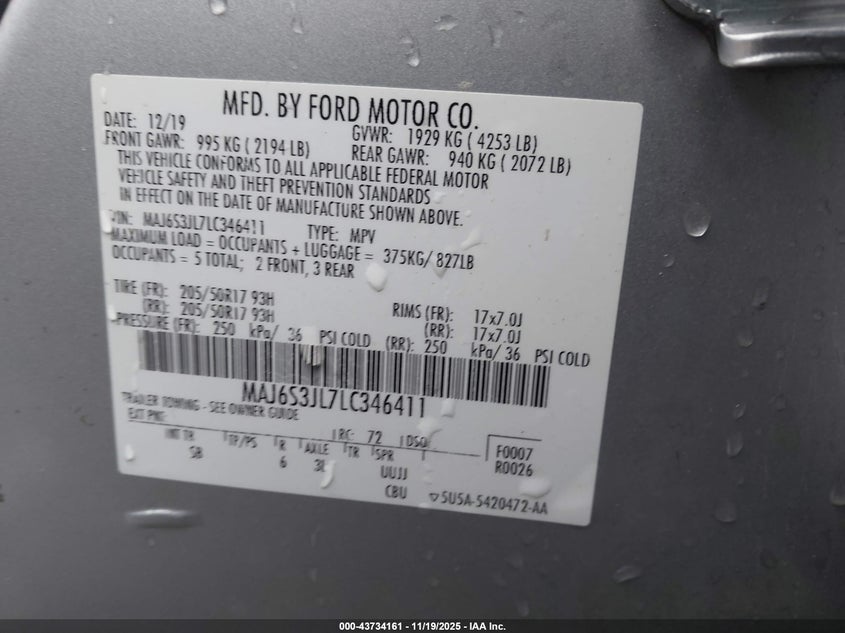 MFD. BY FORD MOTOR CO.
DATE: 12/19 GVWR: 1929 KG ( 4253 LB)
FRONT GAWR: 995 KG ( 2194 LB) REAR GAWR: 940 KG ( 2072 LB)
THIS VEHICLE CONFORMS TO ALL APPLICABLE FEDERAL MOTOR
VEHICLE SAFETY AND THEFT PREVENTION STANDARDS
IN EFFECT ON THE DATE OF MANUFACTURE SHOWN ABOVE.
VIN: MAJ6S3JL7LC346411 TYPE: MPV
MAXIMUM LOAD = OCCUPANTS + LUGGAGE = 375KG/ 827LB
OCCUPANTS = 5 TOTAL; 2 FRONT, 3 REAR
TIRE (FR): 205/50R17 93H RIMS (FR): 17x7.0J
(RR): 205/50R17 93H (RR): 17x7.0J
PRESSURE (FR): 250 kPa/ 36 PSI COLD (RR): 250 kPa/ 36 PSI COLD
MAJ6S3JL7LC346411
TRAILER TOWING - SEE OWNER GUIDE
EXT PNT: RC: 72 DSO: F0007
INT TR TP/PS R AXLE TR SPR R0026
SB 6 3L UUJJ
CBU 5U5A-5420472-AA
000-43734161 - 11/19/2025 - IAA Inc.